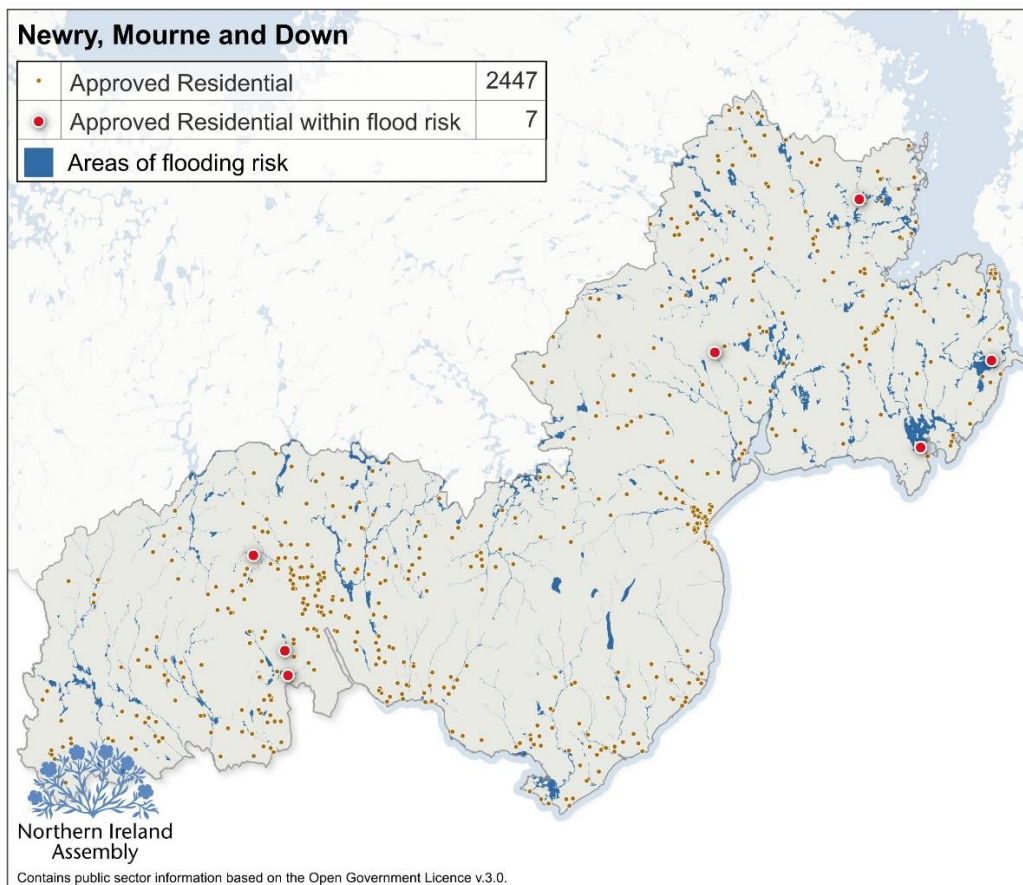 Newry, Mourne and Down
Approved Residential 2447
Approved Residential within flood risk 7
Areas of flooding risk
Northern Ireland
Assembly
Contains public sector information based on the Open Government Licence v.3.0.